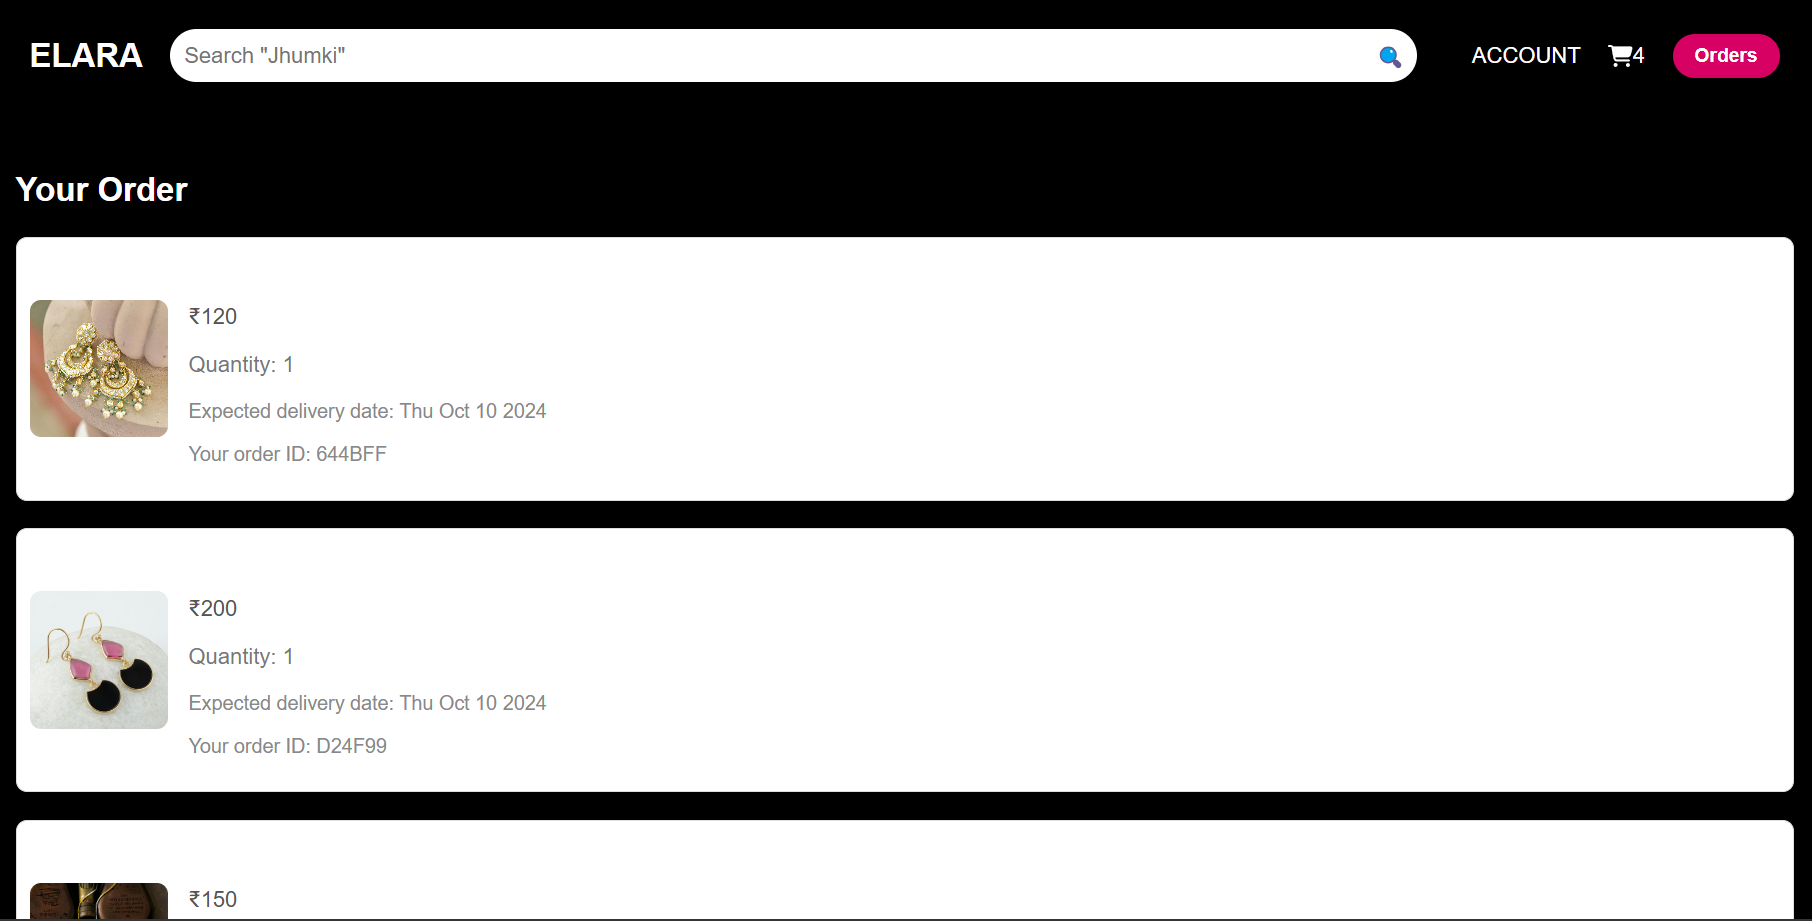 ELARA
Search "Jhumki"
ACCOUNT
4
Orders
Your Order
₹120
Quantity: 1
Expected delivery date: Thu Oct 10 2024
Your order ID: 644BFF
₹200
Quantity: 1
Expected delivery date: Thu Oct 10 2024
Your order ID: D24F99
₹150